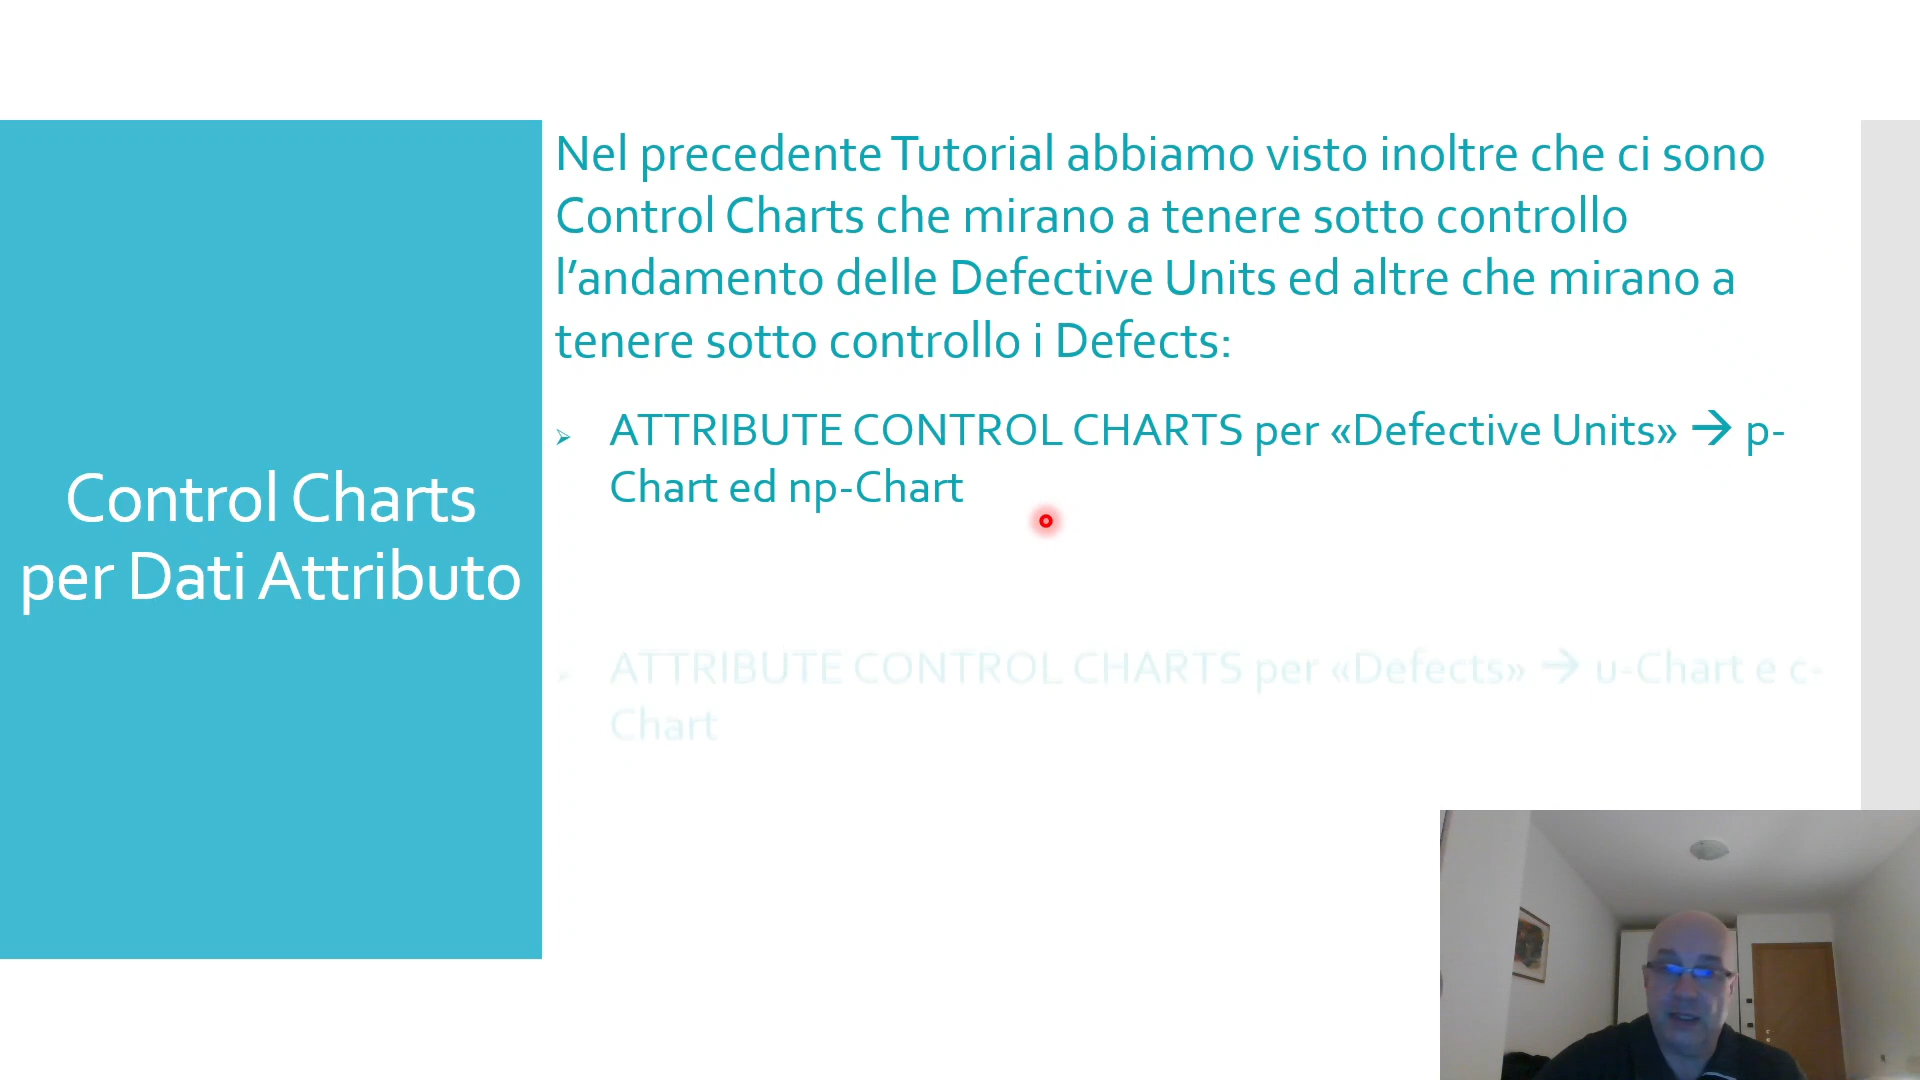 Control Charts
per Dati Attributo
Nel precedente Tutorial abbiamo visto inoltre che ci sono
Control Charts che mirano a tenere sotto controllo
l’andamento delle Defective Units ed altre che mirano a
tenere sotto controllo i Defects:
➢ ATTRIBUTE CONTROL CHARTS per «Defective Units» → p-
Chart ed np-Chart
➢ ATTRIBUTE CONTROL CHARTS per «Defects» → u-Chart e c-
Chart